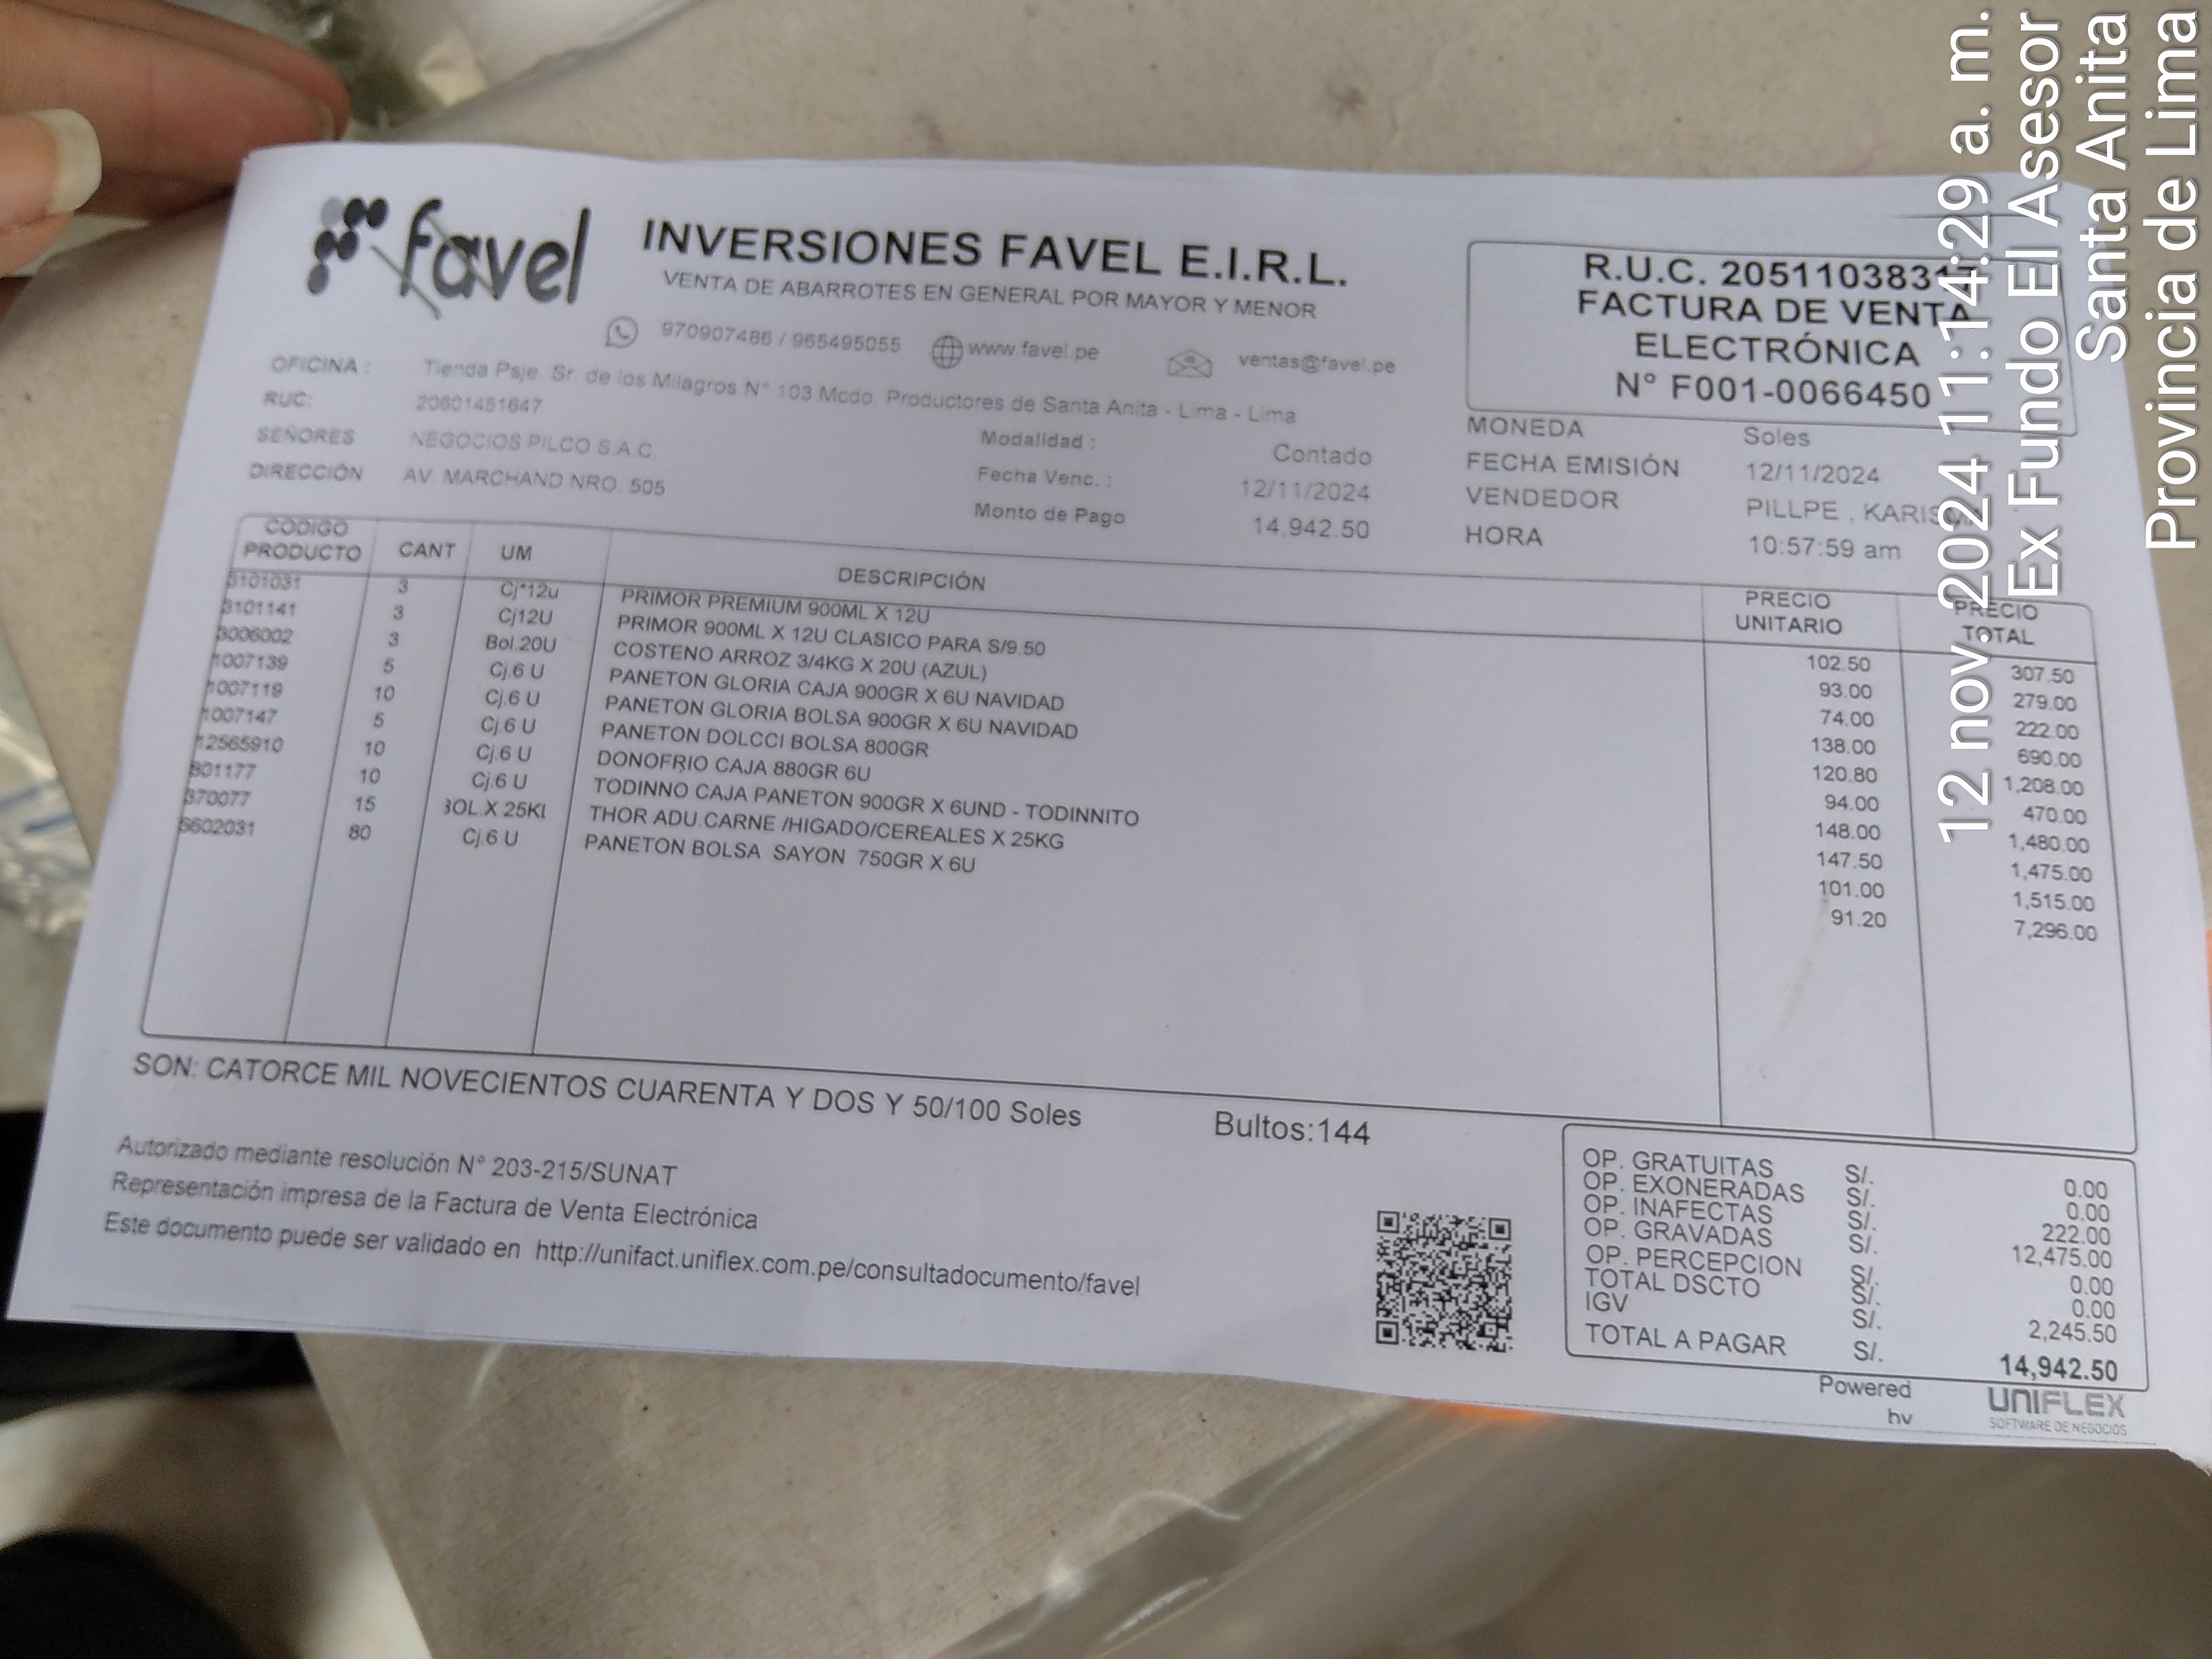 favel
INVERSIONES FAVEL E.I.R.L.
VENTA DE ABARROTES EN GENERAL POR MAYOR Y MENOR
970907486 / 965495055 www.favel.pe ventas@favel.pe
OFICINA : Tienda Psje. Sr. de los Milagros N° 103 Mcdo. Productores de Santa Anita - Lima - Lima
RUC: 20601451647
SEÑORES NEGOCIOS PILCO S.A.C.
DIRECCIÓN AV MARCHAND NRO. 505
Modalidad : Contado
Fecha Venc. : 12/11/2024
Monto de Pago 14,942.50
R.U.C. 20511038317
FACTURA DE VENTA
ELECTRÓNICA
N° F001-0066450
MONEDA Soles
FECHA EMISIÓN 12/11/2024
VENDEDOR PILLPE , KARIS
HORA 10:57:59 am
CÓDIGO PRODUCTO CANT UM DESCRIPCIÓN PRECIO UNITARIO PRECIO TOTAL
3101031 3 Cj*12u PRIMOR PREMIUM 900ML X 12U 102.50 307.50
3101141 3 Cj12U PRIMOR 900ML X 12U CLASICO PARA S/9.50 93.00 279.00
3006002 3 Bol.20U COSTEÑO ARROZ 3/4KG X 20U (AZUL) 74.00 222.00
1007139 5 Cj.6 U PANETON GLORIA CAJA 900GR X 6U NAVIDAD 138.00 690.00
1007119 10 Cj.6 U PANETON GLORIA BOLSA 900GR X 6U NAVIDAD 120.80 1,208.00
1007147 5 Cj.6 U PANETON DOLCCI BOLSA 800GR 94.00 470.00
12565910 10 Cj.6 U DONOFRIO CAJA 880GR 6U 148.00 1,480.00
801177 10 Cj.6 U TODINNO CAJA PANETON 900GR X 6UND - TODINNITO 147.50 1,475.00
370077 15 3OL.X 25KI THOR ADU.CARNE /HIGADO/CEREALES X 25KG 101.00 1,515.00
6602031 80 Cj.6 U PANETON BOLSA SAYON 750GR X 6U 91.20 7,296.00
SON: CATORCE MIL NOVECIENTOS CUARENTA Y DOS Y 50/100 Soles
Bultos:144
Autorizado mediante resolución N° 203-215/SUNAT
Representación impresa de la Factura de Venta Electrónica
Este documento puede ser validado en http://unifact.uniflex.com.pe/consultadocumento/favel
OP. GRATUITAS S/. 0.00
OP. EXONERADAS S/. 0.00
OP. INAFECTAS S/. 222.00
OP. GRAVADAS S/. 12,475.00
OP. PERCEPCION S/. 0.00
TOTAL DSCTO S/. 0.00
IGV S/. 2,245.50
TOTAL A PAGAR S/. 14,942.50
Powered
hv
UNIFLEX
SOFTWARE DE NEGOCIOS
12 nov. 2024 11:14:29 a. m.
Ex Fundo El Asesor
Santa Anita
Provincia de Lima